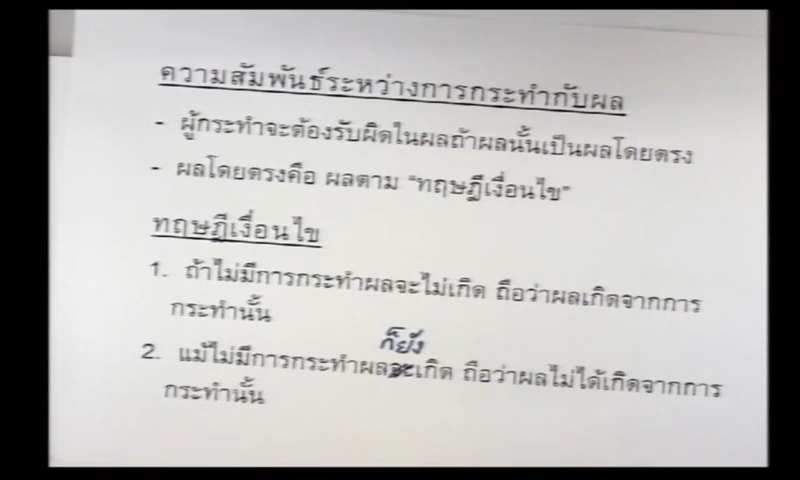 ความสัมพันธ์ระหว่างการกระทำกับผล
- ผู้กระทำจะต้องรับผิดในผลถ้าผลนั้นเป็นผลโดยตรง
- ผลโดยตรงคือ ผลตาม "ทฤษฎีเงื่อนไข"
ทฤษฎีเงื่อนไข
1. ถ้าไม่มีการกระทำผลจะไม่เกิด ถือว่าผลเกิดจากการ
กระทำนั้น
ก็ยัง
2. แม้ไม่มีการกระทำผลจะเกิด ถือว่าผลไม่ได้เกิดจากการ
กระทำนั้น